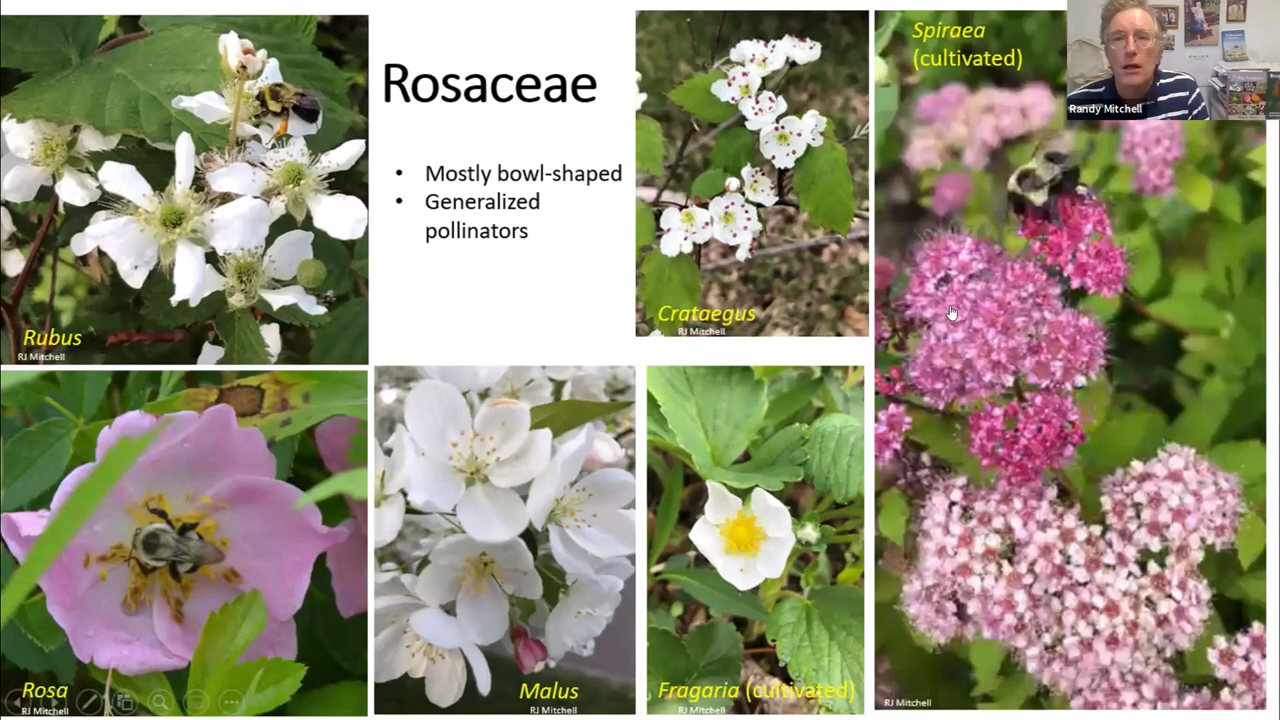 Rosaceae
• Mostly bowl-shaped
• Generalized
pollinators
Rubus
RJ Mitchell
Crataegus
RJ Mitchell
Spiraea
(cultivated)
Randy Mitchell
Rosa
RJ Mitchell
Malus
RJ Mitchell
Fragaria (cultivated)
RJ Mitchell
RJ Mitchell